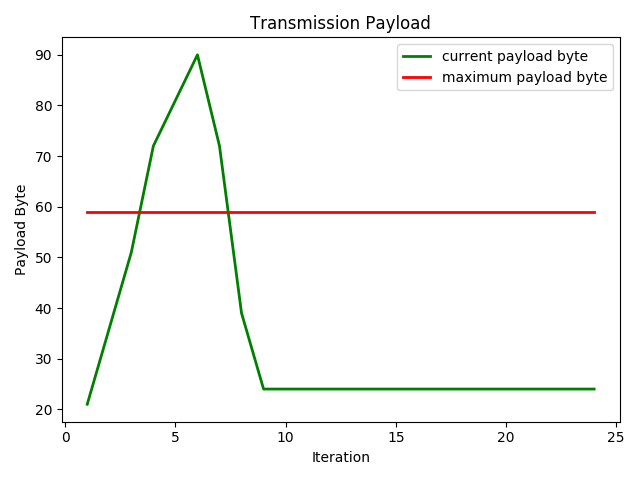 Transmission Payload
current payload byte
maximum payload byte
90
80
70
60
50
40
30
20
Payload Byte
0
5
10
15
20
25
Iteration